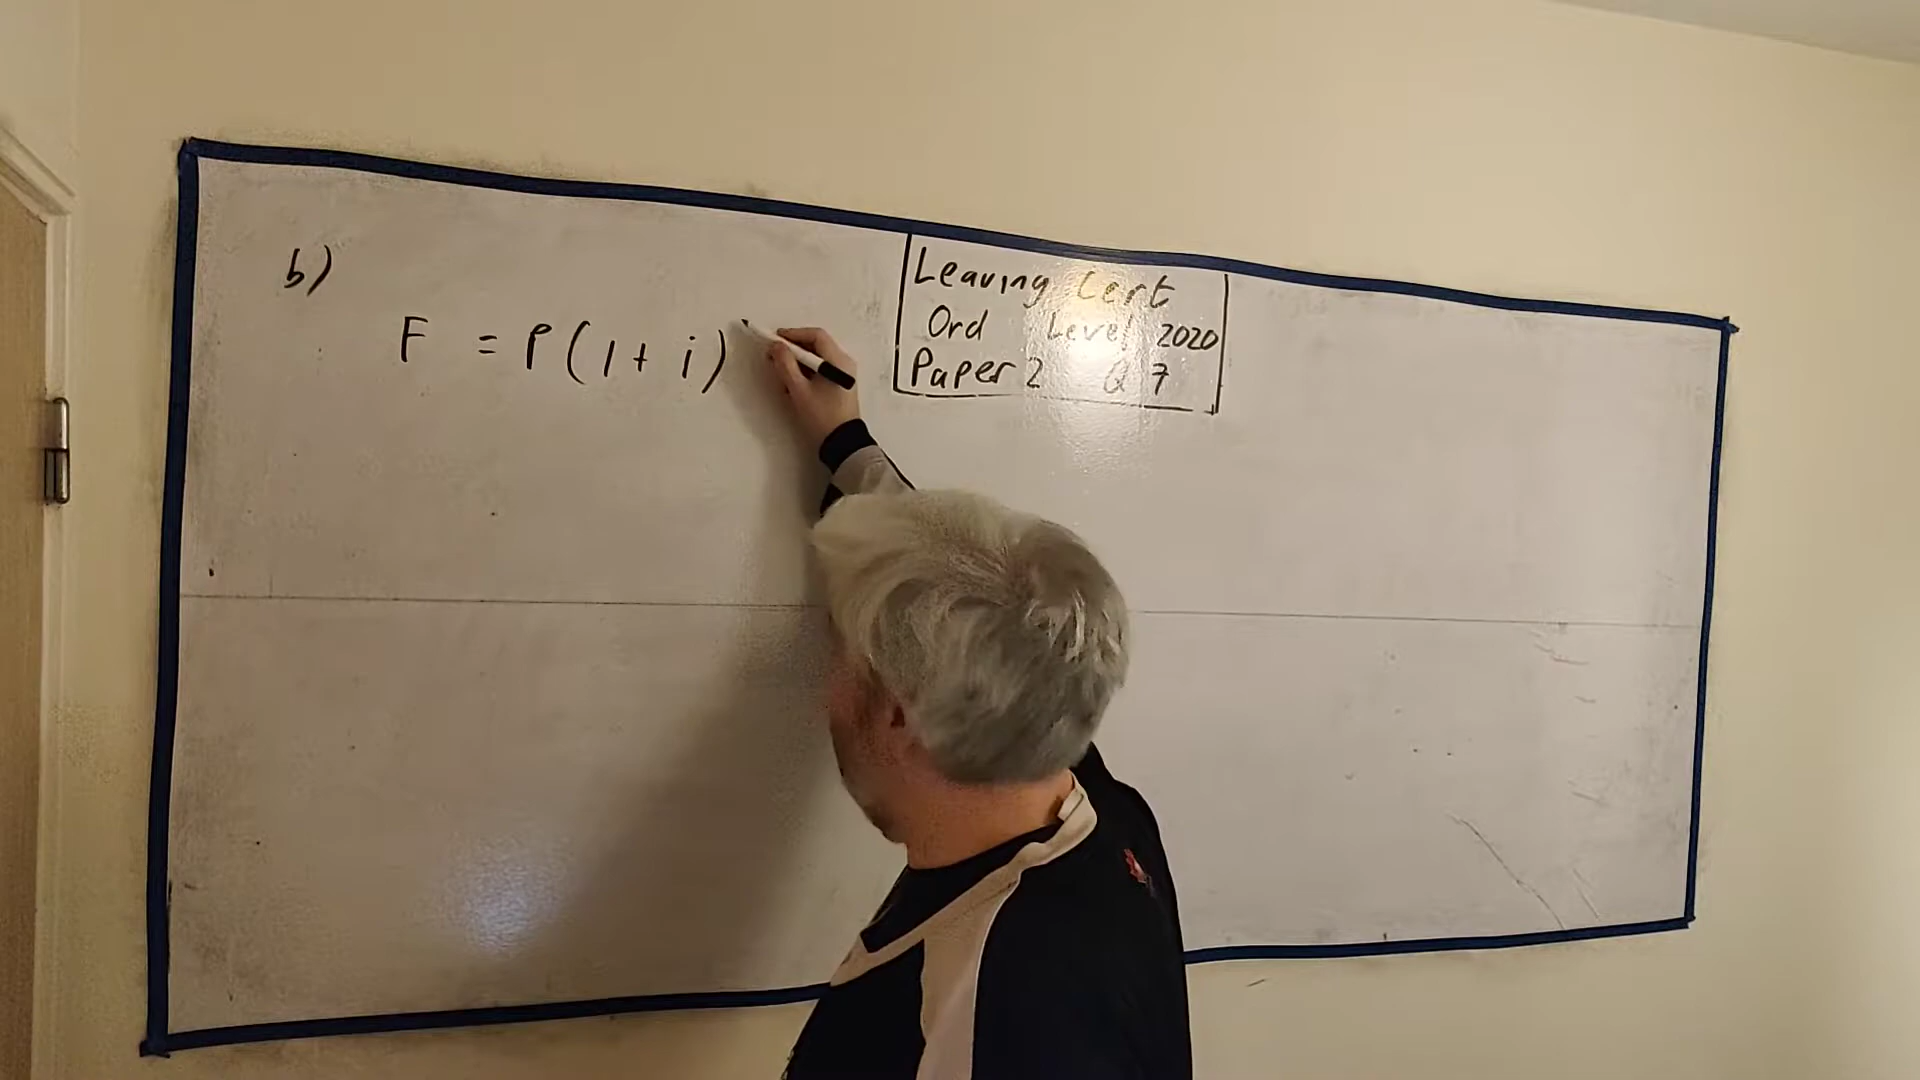 b)
F = P(1 + i)
Leaving Cert
Ord Level 2020
Paper 2 Q 7